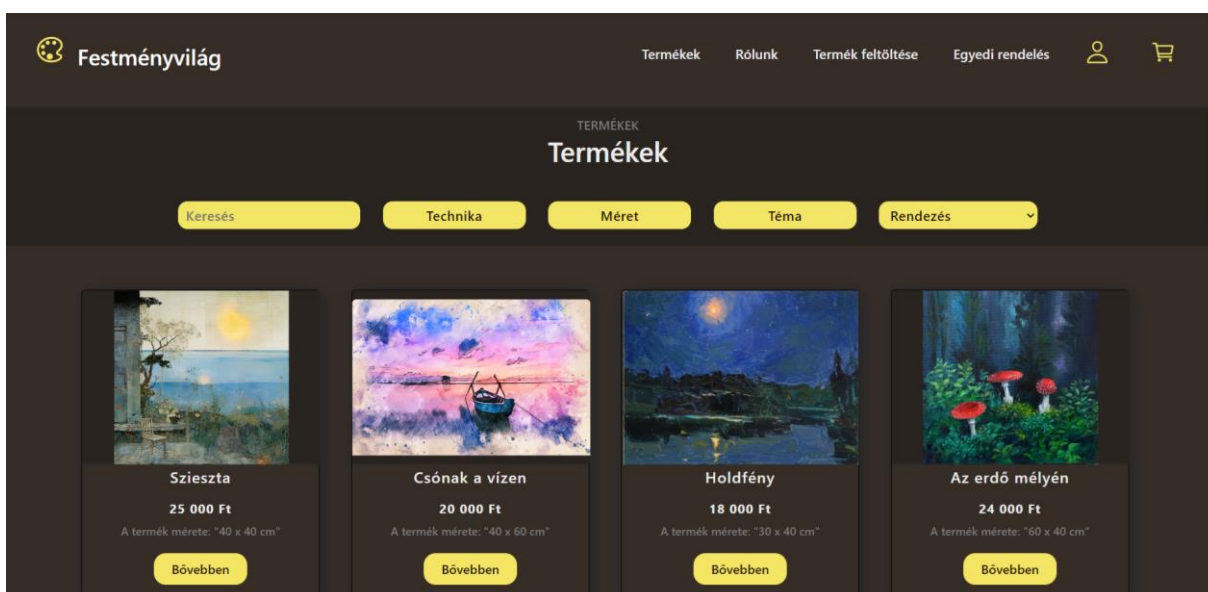 Festményvilág
Termékek Rólunk Termék feltöltése Egyedi rendelés
TERMÉKEK
Termékek
Keresés Technika Méret Téma Rendezés
Szieszta Csónak a vízen Holdfény Az erdő mélyén
25 000 Ft 20 000 Ft 18 000 Ft 24 000 Ft
A termék mérete: "40 x 40 cm" A termék mérete: "40 x 60 cm" A termék mérete: "30 x 40 cm" A termék mérete: "60 x 40 cm"
Bővebben Bővebben Bővebben Bővebben